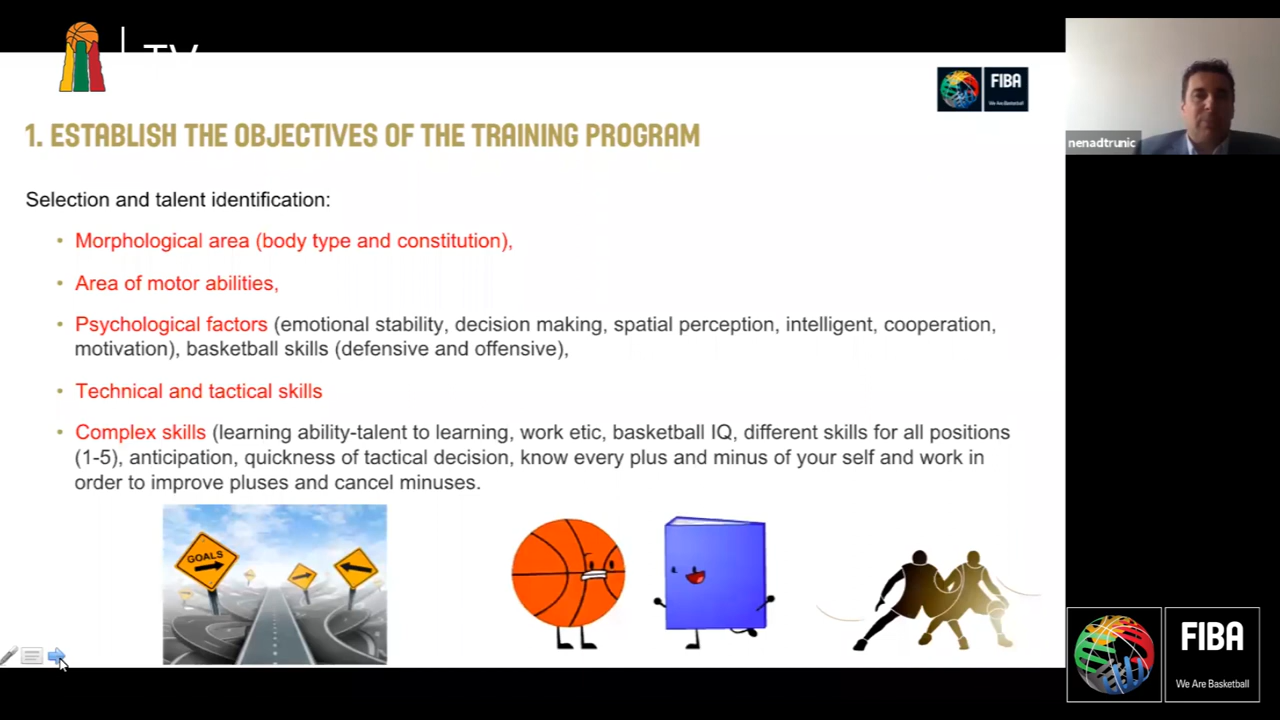 TV
FIBA
We Are Basketball
nenadtrunic
1. ESTABLISH THE OBJECTIVES OF THE TRAINING PROGRAM
Selection and talent identification:
• Morphological area (body type and constitution),
• Area of motor abilities,
• Psychological factors (emotional stability, decision making, spatial perception, intelligent, cooperation,
motivation), basketball skills (defensive and offensive),
• Technical and tactical skills
• Complex skills (learning ability-talent to learning, work etic, basketball IQ, different skills for all positions
(1-5), anticipation, quickness of tactical decision, know every plus and minus of your self and work in
order to improve pluses and cancel minuses.
GOALS
FIBA
We Are Basketball